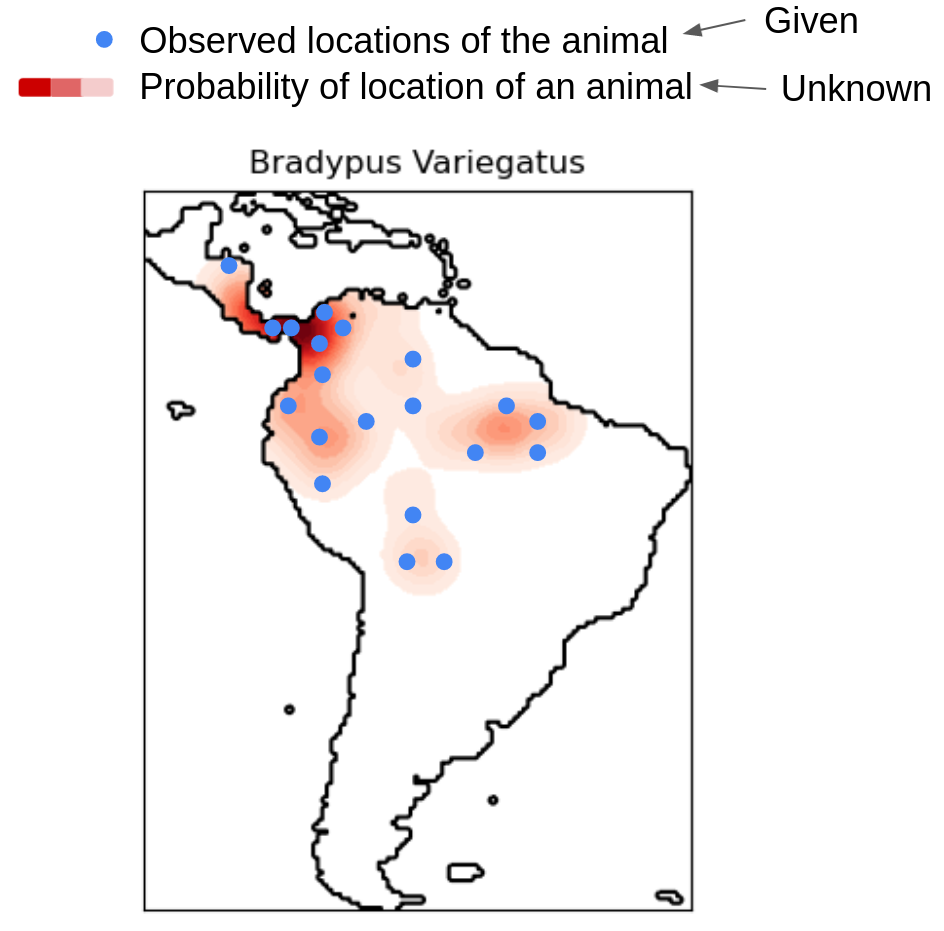 Given
Observed locations of the animal
Probability of location of an animal
Unknown
Bradypus Variegatus